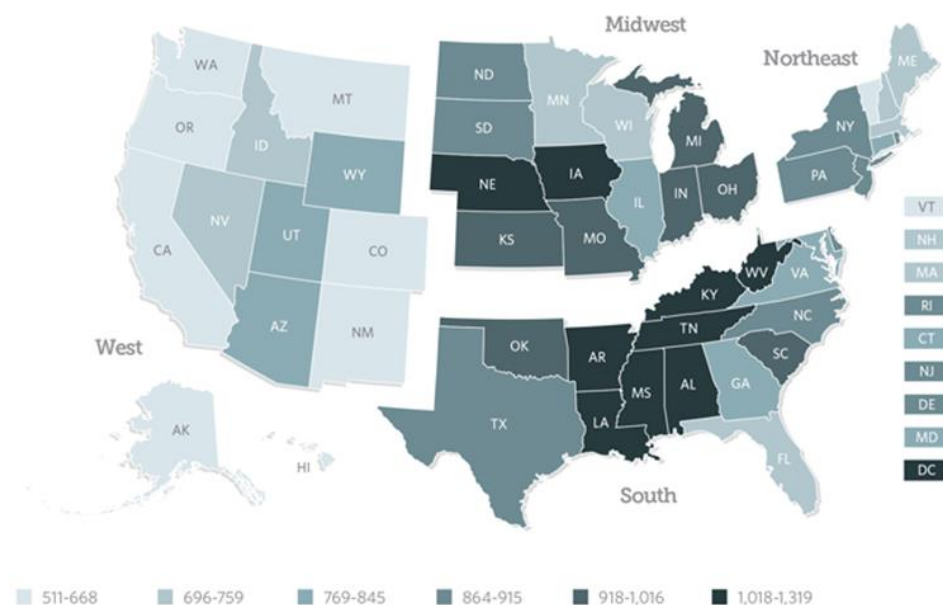 Midwest
Northeast
WA
MT
ND
MN
ME
OR
ID
SD
WI
MI
NY
WY
NE
IA
PA
IL
IN
OH
NV
UT
CA
CO
KS
MO
WV
VA
KY
AZ
NM
TN
NC
OK
AR
SC
West
MS
AL
GA
TX
LA
AK
FL
HI
South
VT
NH
MA
RI
CT
NJ
DE
MD
DC
511-668 696-759 769-845 864-915 918-1,016 1,018-1,319